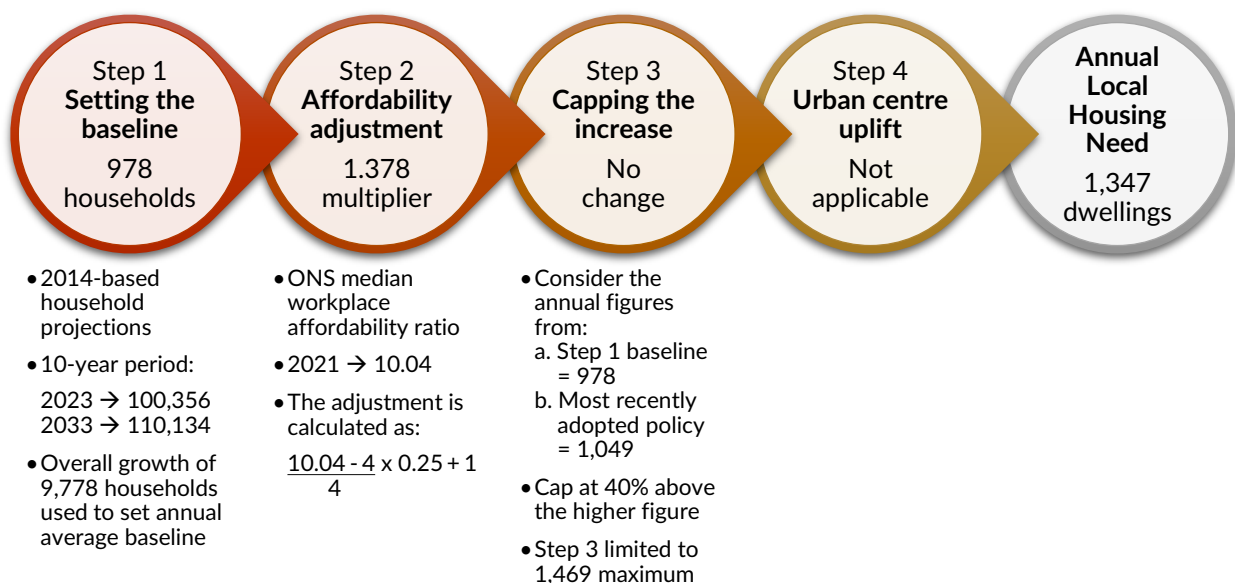 Step 1
Setting the
baseline
978
households
Step 2
Affordability
adjustment
1.378
multiplier
Step 3
Capping the
increase
No
change
Step 4
Urban centre
uplift
Not
applicable
Annual
Local
Housing
Need
1,347
dwellings
•2014-based
household
projections
•10-year period:
2023 → 100,356
2033 → 110,134
•Overall growth of
9,778 households
used to set annual
average baseline
•ONS median
workplace
affordability ratio
•2021 → 10.04
•The adjustment is
calculated as:
10.04 - 4 x 0.25 + 1
4
•Consider the
annual figures
from:
a. Step 1 baseline
= 978
b. Most recently
adopted policy
= 1,049
•Cap at 40% above
the higher figure
•Step 3 limited to
1,469 maximum